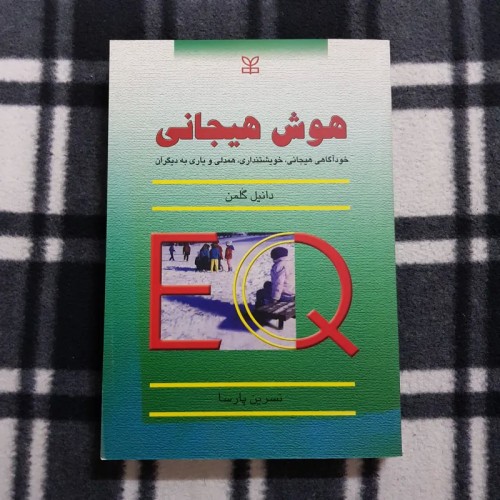 هوش هیجانی
خودآگاهی هیجانی، خویشتنداری، همدلی و یاری به دیگران
دانیل گلمن
EQ
نسرین پارسا